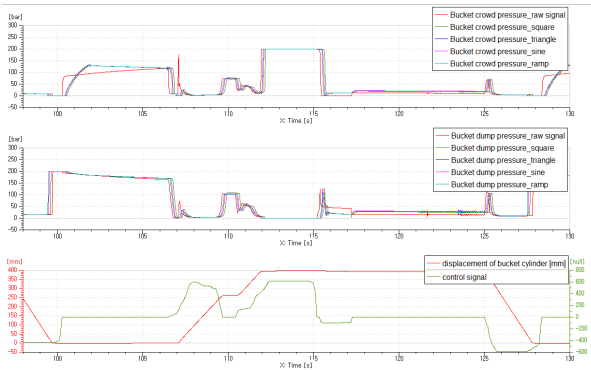 [bar]
300
250
200
150
100
50
0
-50
Bucket crowd pressure_raw signal
Bucket crowd pressure_square
Bucket crowd pressure_triangle
Bucket crowd pressure_sine
Bucket crowd pressure_ramp
100 105 110 115 120 125 130
X: Time [s]
[bar]
300
250
200
150
100
50
0
-50
Bucket dump pressure_raw signal
Bucket dump pressure_square
Bucket dump pressure_triangle
Bucket dump pressure_sine
Bucket dump pressure_ramp
100 105 110 115 120 125 130
X: Time [s]
[mm] [null]
400 800
350 600
300 400
250
200 200
150 0
100 -200
50
0 -400
-50 -600
displacement of bucket cylinder [mm]
control signal
100 105 110 115 120 125 130
X: Time [s]